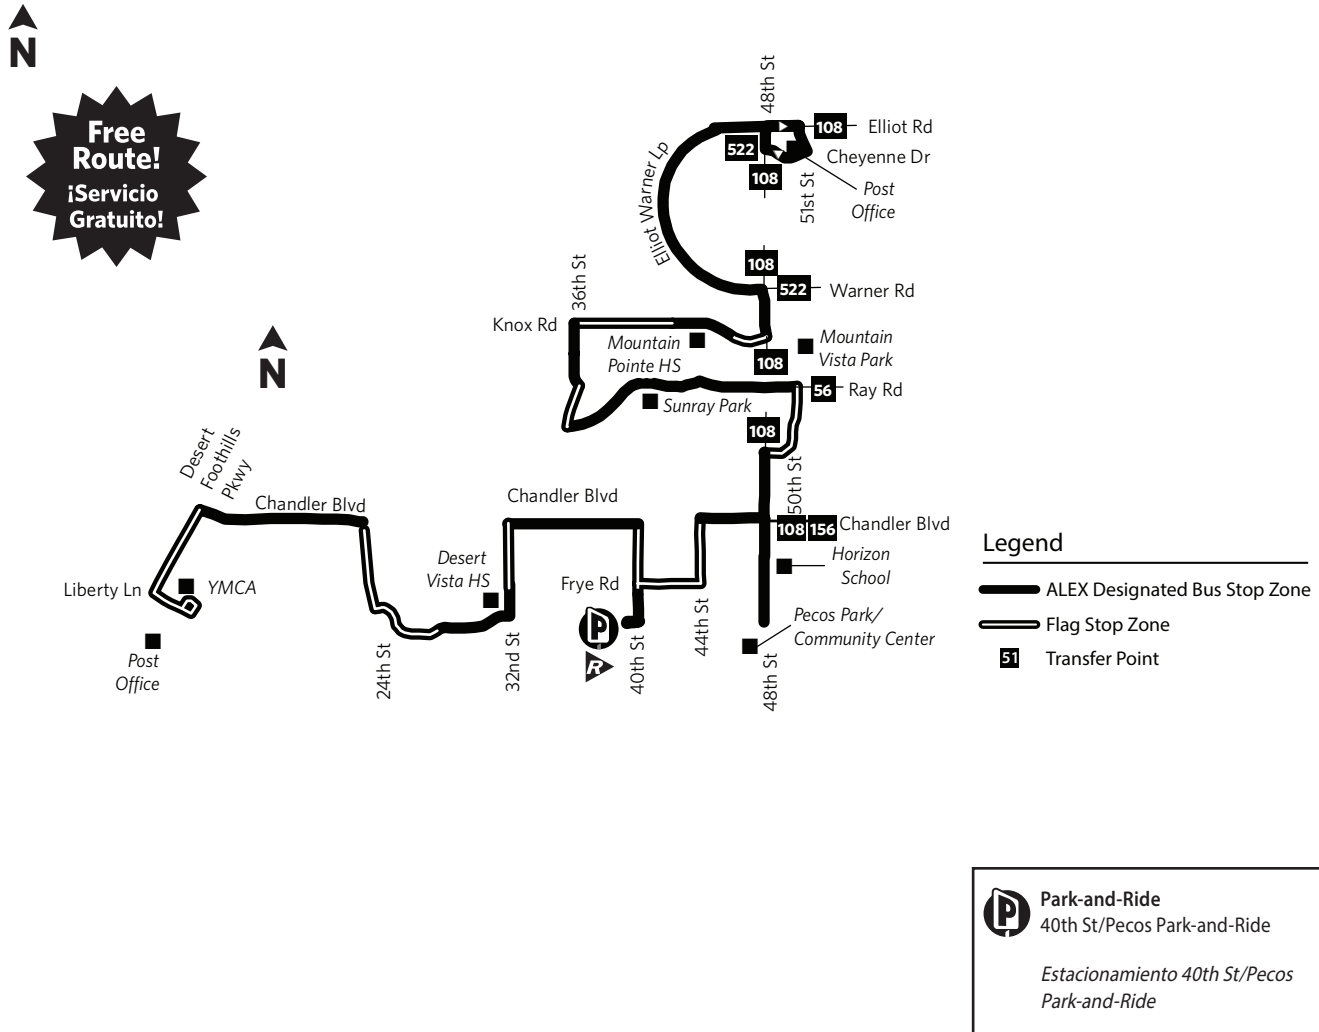 N
Free
Route!
¡Servicio
Gratuito!
48th St
108
Elliot Rd
522
Cheyenne Dr
108
51st St
Post
Office
Elliot Warner Lp
108
522
Warner Rd
36th St
Knox Rd
Mountain
Pointe HS
Mountain
Vista Park
108
N
56
Ray Rd
Sunray Park
108
50th St
Desert
Foothills
Pkwy
Chandler Blvd
Chandler Blvd
108
156
Chandler Blvd
Horizon
School
Desert
Vista HS
Frye Rd
Liberty Ln
YMCA
Post
Office
24th St
32nd St
P
R
40th St
44th St
Pecos Park/
Community Center
48th St
Legend
ALEX Designated Bus Stop Zone
Flag Stop Zone
51
Transfer Point
P
Park-and-Ride
40th St/Pecos Park-and-Ride
Estacionamiento 40th St/Pecos
Park-and-Ride